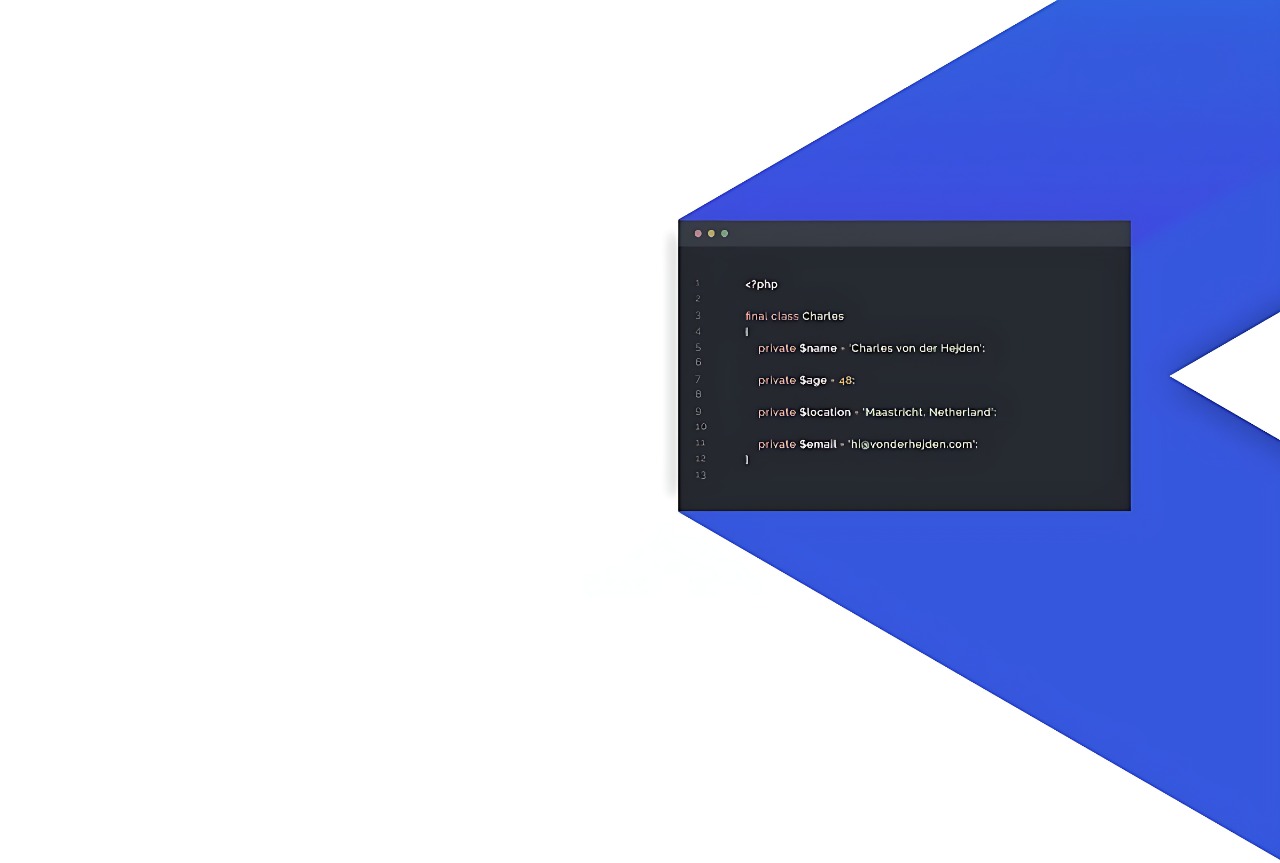 1 <?php
2
3 final class Charles
4 {
5 private $name = 'Charles von der Hejden';
6
7 private $age = 48;
8
9 private $location = 'Maastricht, Netherland';
10
11 private $email = 'hi@vonderhejden.com';
12 }
13